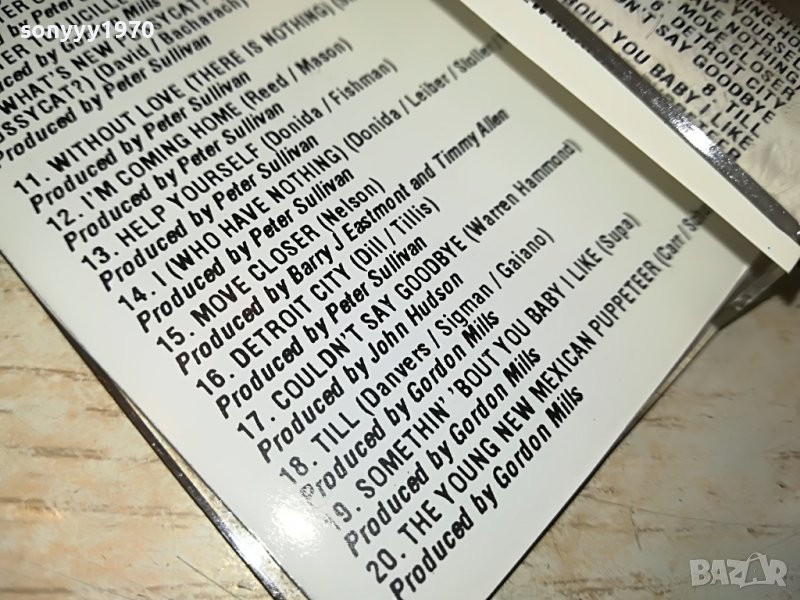 sonyyy1970
WHAT'S NEW PUSSYCAT
USSYCAT?) (David / Bacharach)
Produced by Peter Sullivan
11. WITHOUT LOVE (THERE IS NOTHING)
Produced by Peter Sullivan
12. I'M COMING HOME (Reed / Mason)
Produced by Peter Sullivan
13. HELP YOURSELF (Donida / Fishman)
Produced by Peter Sullivan
14. I (WHO HAVE NOTHING) (Donida / Leiber / Stoller /
Produced by Peter Sullivan
15. MOVE CLOSER (Nelson)
Produced by Barry J Eastmont and Timmy Allen
16. DETROIT CITY (Dill / Tillis)
Produced by Peter Sullivan
17. COULDN'T SAY GOODBYE (Warren Hammond)
Produced by John Hudson
18. TILL (Danvers / Sigman / Gaiano)
Produced by Gordon Mills
19. SOMETHIN' 'BOUT YOU BABY I LIKE (Supa)
Produced by Gordon Mills
20. THE YOUNG NEW MEXICAN PUPPETEER (Carr /
Produced by Gordon Mills
MOVE CLOSER
6. DETROIT CITY
N'T SAY GOODBYE
8. TILL
BOUT YOU BABY I LIKE
BAZAR